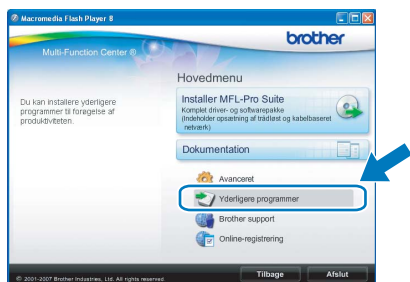 Macromedia Flash Player 8
brother
Multi-Function Center ®
Hovedmenu
Du kan installere yderligere
programmer til forøgelse af
produktiviteten.
Installer MFL-Pro Suite
Komplet driver- og softwarepakke
(Indeholder opsætning af trådløst og kabelbaseret
netværk)
Dokumentation
Avanceret
Yderligere programmer
Brother support
Online-registrering
© 2001-2007 Brother Industries, Ltd. All rights reserved.
Tilbage
Afslut